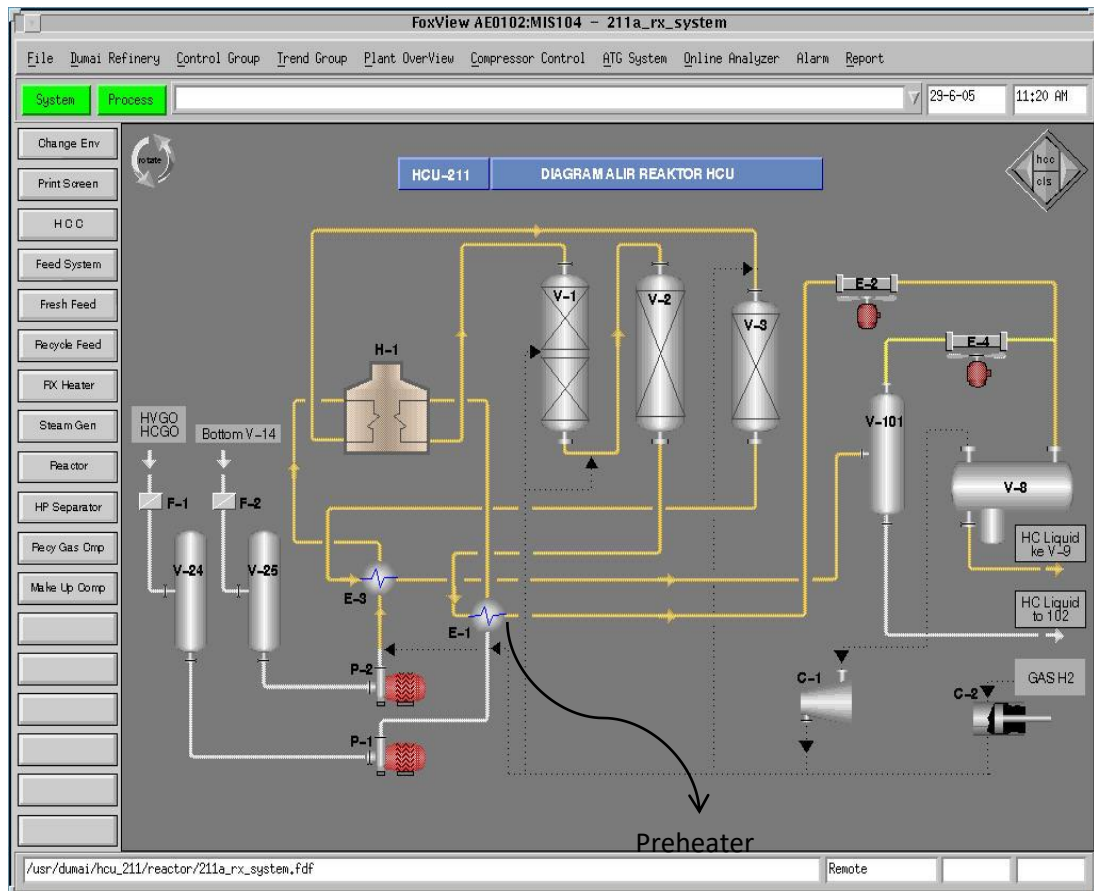 FoxView AE0102:MIS104 - 211a_rx_system
File Dumai Refinery Control Group Trend Group Plant OverView Compressor Control ATG System Online Analyzer Alarm Report
System Process 29-6-05 11:20 AM
Change Env
Print Screen
H C C
Feed System
Fresh Feed
Recycle Feed
RX Heater
Steam Gen
Reactor
HP Separator
Recy Gas Cmp
Make Up Comp
rotate
HCU-211 DIAGRAM ALIR REAKTOR HCU
hcc
cls
HVGO
HCGO
Bottom V-14
F-1
F-2
V-24
V-25
H-1
V-1
V-2
V-3
E-2
E-4
V-101
V-8
HC Liquid
ke V-9
HC Liquid
to 102
E-3
E-1
P-2
P-1
C-1
C-2
GAS H2
Preheater
/usr/dumai/hcu_211/reactor/211a_rx_system.fdf Remote